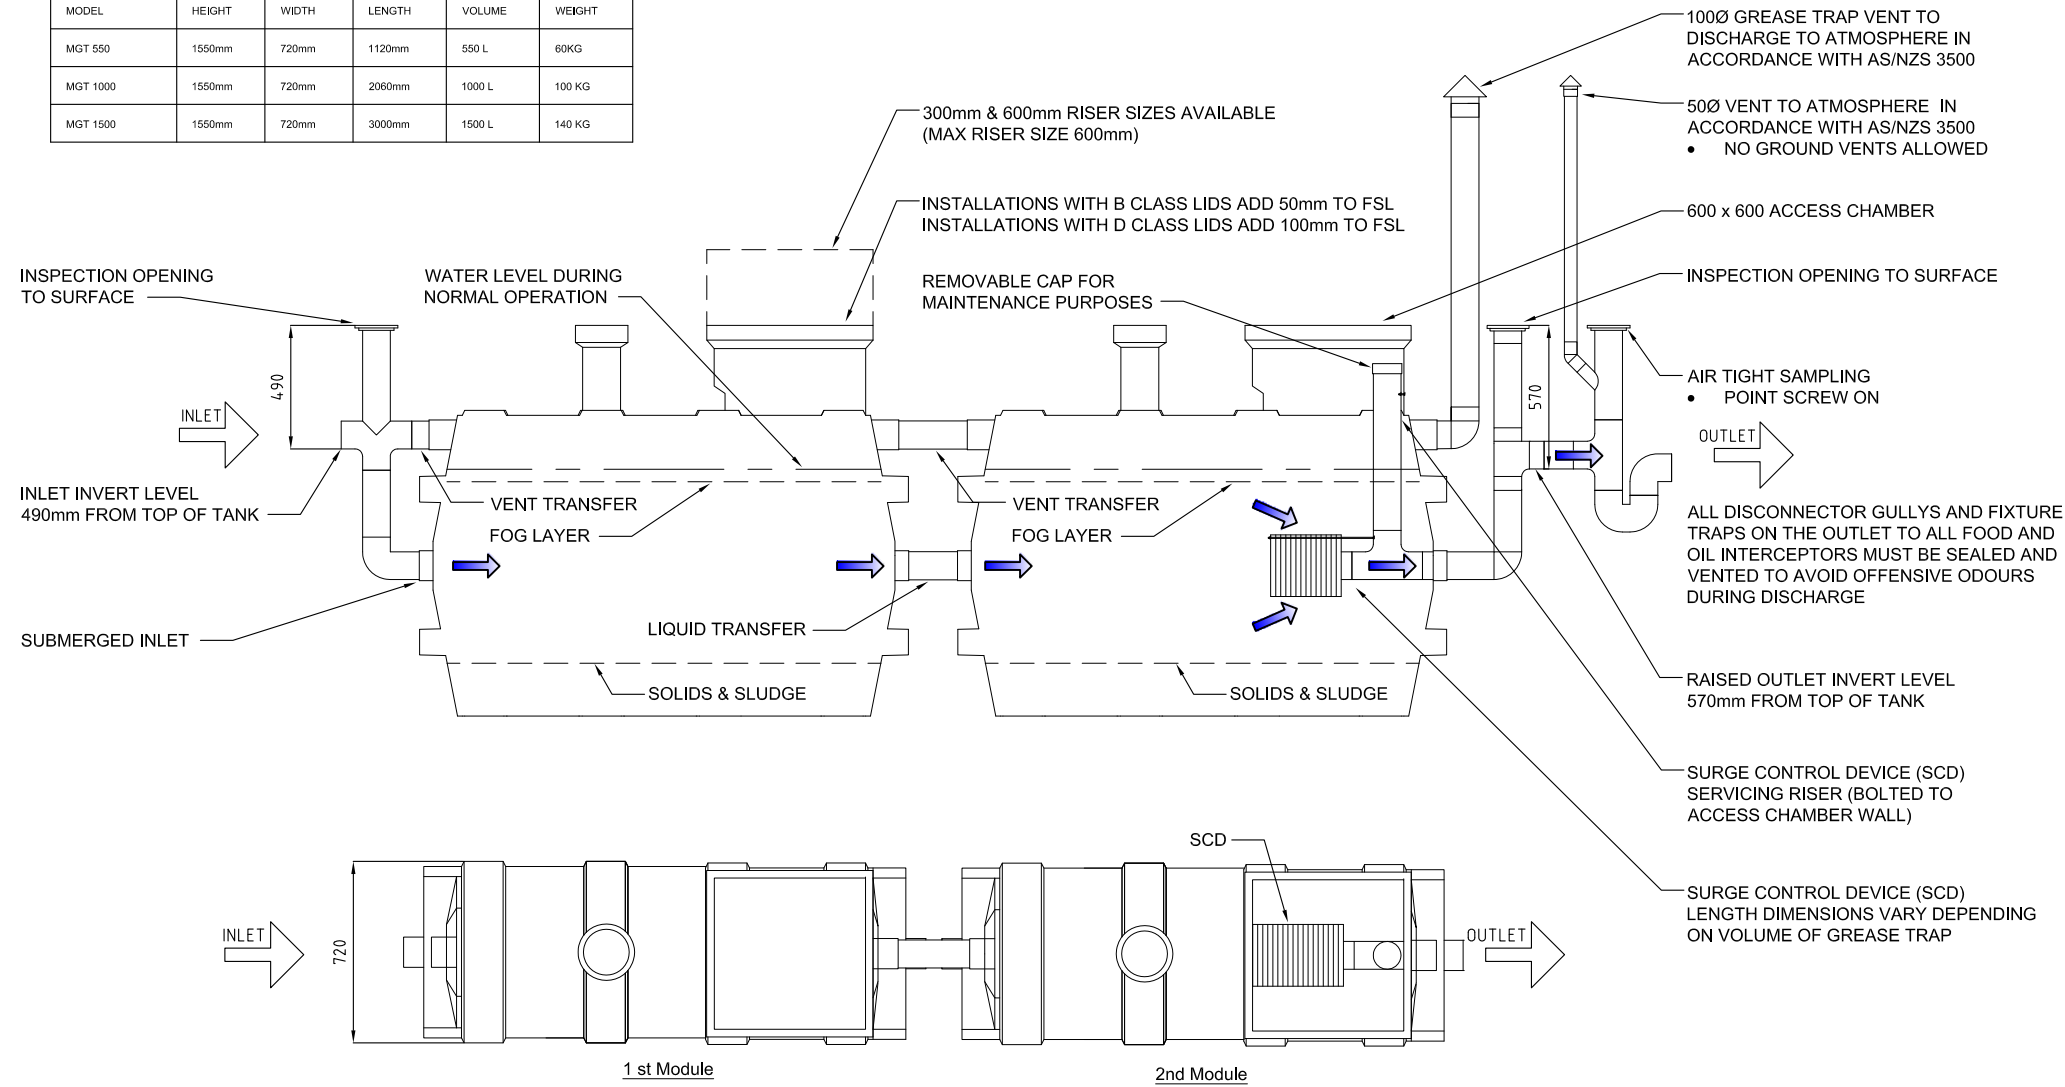 MODEL HEIGHT WIDTH LENGTH VOLUME WEIGHT
MGT 550 1550mm 720mm 1120mm 550 L 60KG
MGT 1000 1550mm 720mm 2060mm 1000 L 100 KG
MGT 1500 1550mm 720mm 3000mm 1500 L 140 KG
100Ø GREASE TRAP VENT TO
DISCHARGE TO ATMOSPHERE IN
ACCORDANCE WITH AS/NZS 3500
50Ø VENT TO ATMOSPHERE IN
ACCORDANCE WITH AS/NZS 3500
• NO GROUND VENTS ALLOWED
300mm & 600mm RISER SIZES AVAILABLE
(MAX RISER SIZE 600mm)
INSTALLATIONS WITH B CLASS LIDS ADD 50mm TO FSL
INSTALLATIONS WITH D CLASS LIDS ADD 100mm TO FSL
600 x 600 ACCESS CHAMBER
INSPECTION OPENING
TO SURFACE
WATER LEVEL DURING
NORMAL OPERATION
REMOVABLE CAP FOR
MAINTENANCE PURPOSES
INSPECTION OPENING TO SURFACE
490
570
AIR TIGHT SAMPLING
• POINT SCREW ON
INLET
OUTLET
INLET INVERT LEVEL
490mm FROM TOP OF TANK
VENT TRANSFER
FOG LAYER
VENT TRANSFER
FOG LAYER
ALL DISCONNECTOR GULLYS AND FIXTURE
TRAPS ON THE OUTLET TO ALL FOOD AND
OIL INTERCEPTORS MUST BE SEALED AND
VENTED TO AVOID OFFENSIVE ODOURS
DURING DISCHARGE
SUBMERGED INLET
LIQUID TRANSFER
SOLIDS & SLUDGE
SOLIDS & SLUDGE
RAISED OUTLET INVERT LEVEL
570mm FROM TOP OF TANK
SURGE CONTROL DEVICE (SCD)
SERVICING RISER (BOLTED TO
ACCESS CHAMBER WALL)
SCD
SURGE CONTROL DEVICE (SCD)
LENGTH DIMENSIONS VARY DEPENDING
ON VOLUME OF GREASE TRAP
INLET
720
OUTLET
1 st Module
2nd Module